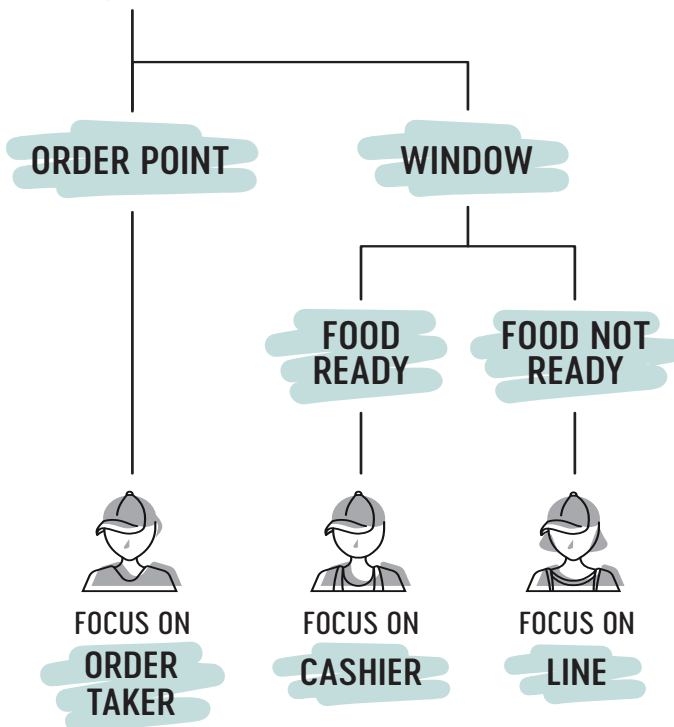 ORDER POINT
WINDOW
FOOD
READY
FOOD NOT
READY
FOCUS ON
ORDER
TAKER
FOCUS ON
CASHIER
FOCUS ON
LINE